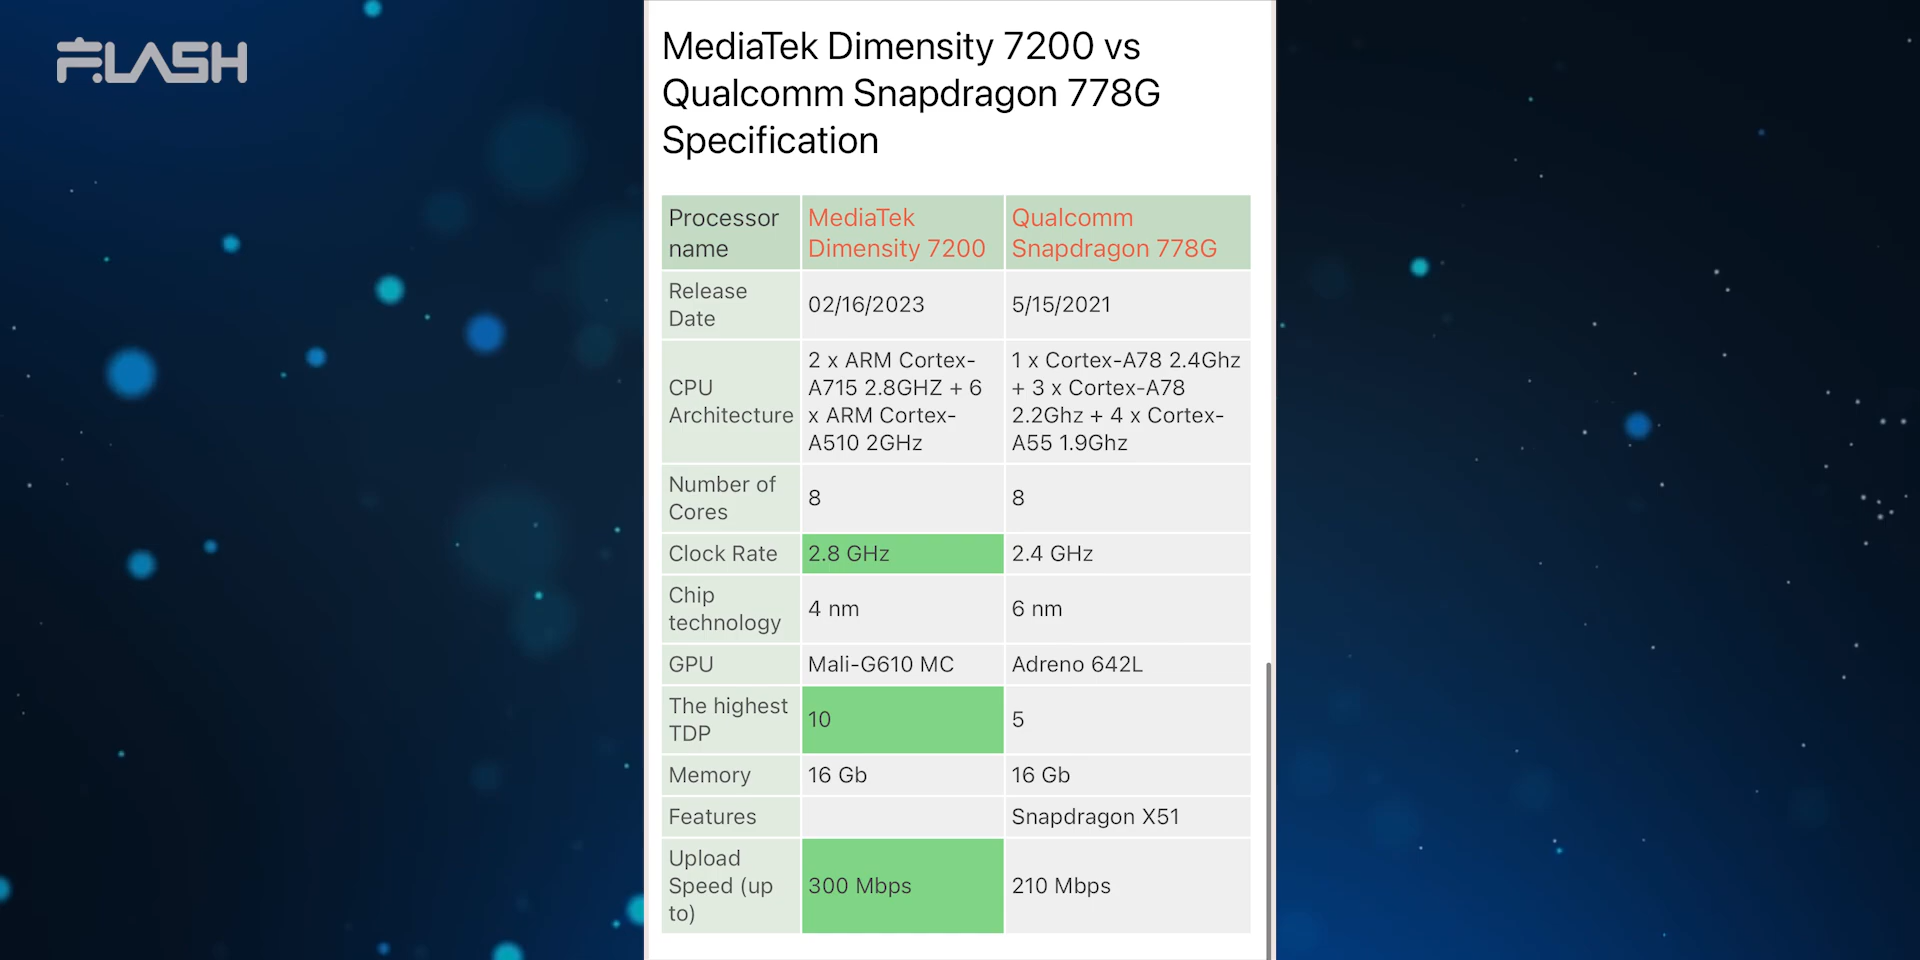 FLASH
MediaTek Dimensity 7200 vs
Qualcomm Snapdragon 778G
Specification
Processor name
MediaTek Dimensity 7200
Qualcomm Snapdragon 778G
Release Date
02/16/2023
5/15/2021
CPU Architecture
2 x ARM Cortex-
A715 2.8GHZ + 6
x ARM Cortex-
A510 2GHz
1 x Cortex-A78 2.4Ghz
+ 3 x Cortex-A78
2.2Ghz + 4 x Cortex-
A55 1.9Ghz
Number of Cores
8
8
Clock Rate
2.8 GHz
2.4 GHz
Chip technology
4 nm
6 nm
GPU
Mali-G610 MC
Adreno 642L
The highest TDP
10
5
Memory
16 Gb
16 Gb
Features
Snapdragon X51
Upload Speed (up to)
300 Mbps
210 Mbps